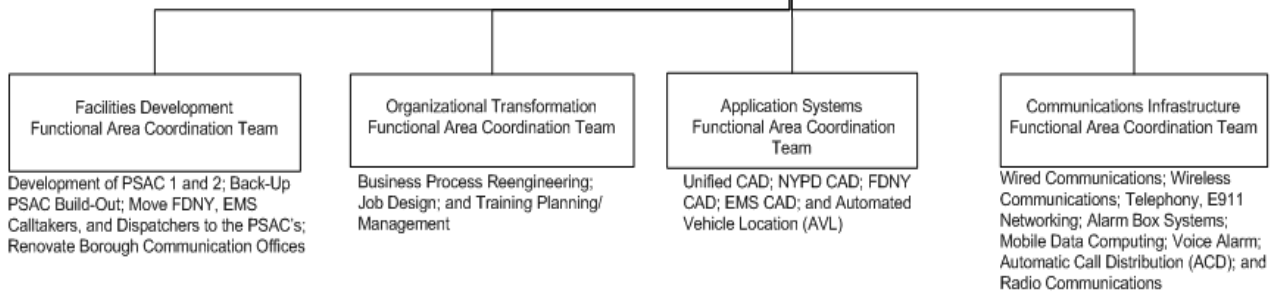 Facilities Development
Functional Area Coordination Team
Development of PSAC 1 and 2; Back-Up
PSAC Build-Out; Move FDNY, EMS
Calltakers, and Dispatchers to the PSAC's;
Renovate Borough Communication Offices
Organizational Transformation
Functional Area Coordination Team
Business Process Reengineering;
Job Design; and Training Planning/
Management
Application Systems
Functional Area Coordination
Team
Unified CAD; NYPD CAD; FDNY
CAD; EMS CAD; and Automated
Vehicle Location (AVL)
Communications Infrastructure
Functional Area Coordination Team
Wired Communications; Wireless
Communications; Telephony, E911
Networking; Alarm Box Systems;
Mobile Data Computing; Voice Alarm;
Automatic Call Distribution (ACD); and
Radio Communications